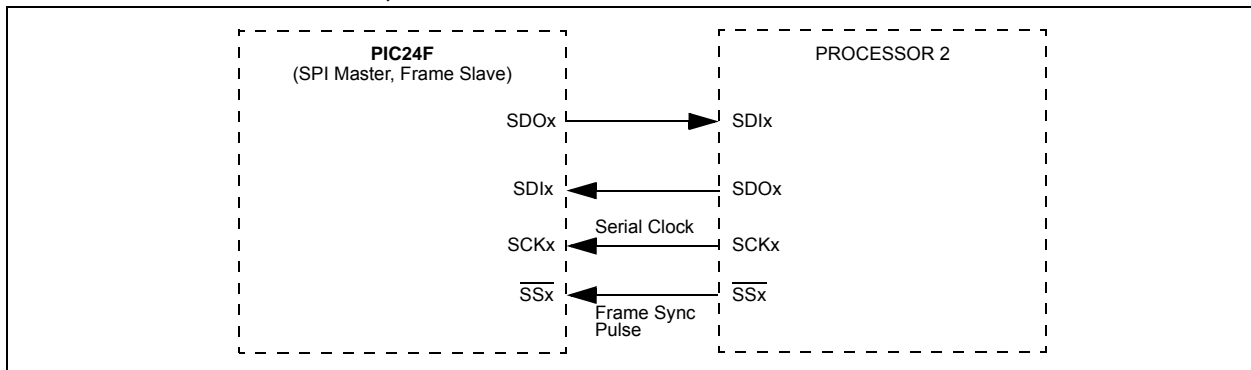 PIC24F
(SPI Master, Frame Slave)
PROCESSOR 2
SDOx
SDIx
SDIx
SDOx
Serial Clock
SCKx
SCKx
SSx
SSx
Frame Sync
Pulse